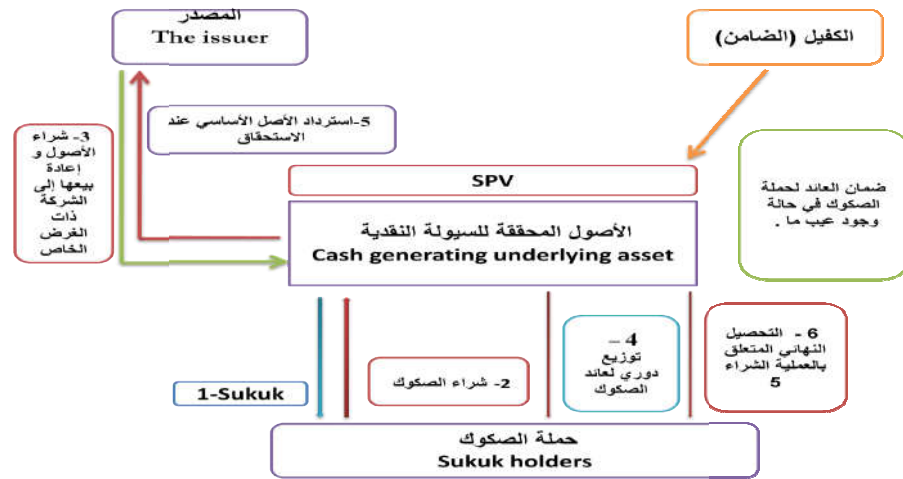 المصدر
The issuer
الكفيل (الضامن)
3- شراء
الأصول و
إعادة
بيعها إلى
الشركة
ذات
الغرض
الخاص
5-استرداد الأصل الأساسي عند
الاستحقاق
SPV
الأصول المحققة للسيولة النقدية
Cash generating underlying asset
ضمان العائد لحملة
الصكوك في حالة
وجود عيب ما .
1-Sukuk
2- شراء الصكوك
4 –
توزيع
دوري لعائد
الصكوك
6 - التحصيل
النهائي المتعلق
بالعملية الشراء
5
حملة الصكوك
Sukuk holders